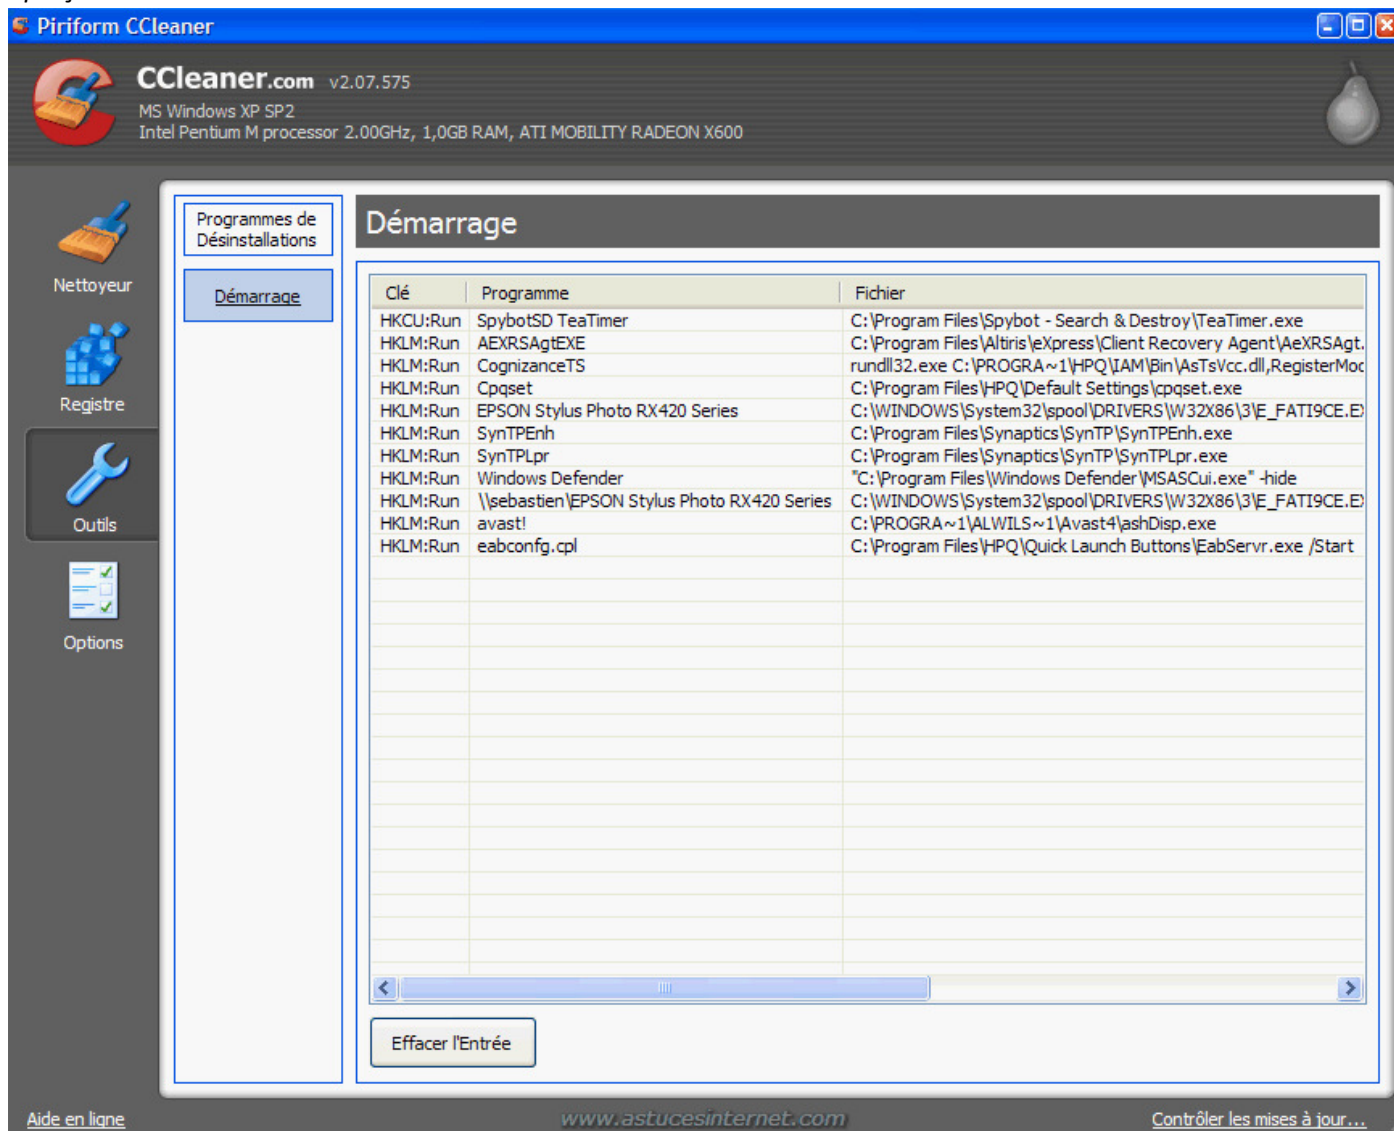 Piriform CCleaner
CCleaner.com v2.07.575
MS Windows XP SP2
Intel Pentium M processor 2.00GHz, 1,0GB RAM, ATI MOBILITY RADEON X600
Nettoyeur
Registre
Outils
Options
Programmes de
Désinstallations
Démarrage
Démarrage
Clé Programme Fichier
HKCU:Run SpybotSD TeaTimer C:\Program Files\Spybot - Search & Destroy\TeaTimer.exe
HKLM:Run AEXRSAgtEXE C:\Program Files\Altiris\eXpress\Client Recovery Agent\AeXRSAgt.
HKLM:Run CognizanceTS rundll32.exe C:\PROGRA~1\HPQ\IAM\Bin\AsTsVcc.dll,RegisterMod
HKLM:Run Cpqset C:\Program Files\HPQ\Default Settings\cpqset.exe
HKLM:Run EPSON Stylus Photo RX420 Series C:\WINDOWS\System32\spool\DRIVERS\W32X86\3\E_FATI9CE.EX
HKLM:Run SynTPEnh C:\Program Files\Synaptics\SynTP\SynTPEnh.exe
HKLM:Run SynTPLpr C:\Program Files\Synaptics\SynTP\SynTPLpr.exe
HKLM:Run Windows Defender "C:\Program Files\Windows Defender\MSASCui.exe" -hide
HKLM:Run \\sebastien\EPSON Stylus Photo RX420 Series C:\WINDOWS\System32\spool\DRIVERS\W32X86\3\E_FATI9CE.EX
HKLM:Run avast! C:\PROGRA~1\ALWILS~1\Avast4\ashDisp.exe
HKLM:Run eabconfg.cpl C:\Program Files\HPQ\Quick Launch Buttons\EabServr.exe /Start
Effacer l'Entrée
Aide en ligne
www.astucesinternet.com
Contrôler les mises à jour...